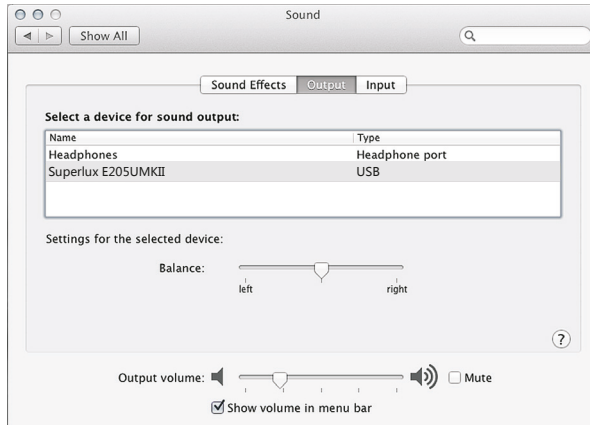 Sound
Show All
Sound Effects Output Input
Select a device for sound output:
Name Type
Headphones Headphone port
Superlux E205UMKII USB
Settings for the selected device:
Balance:
left right
?
Output volume: Mute
Show volume in menu bar